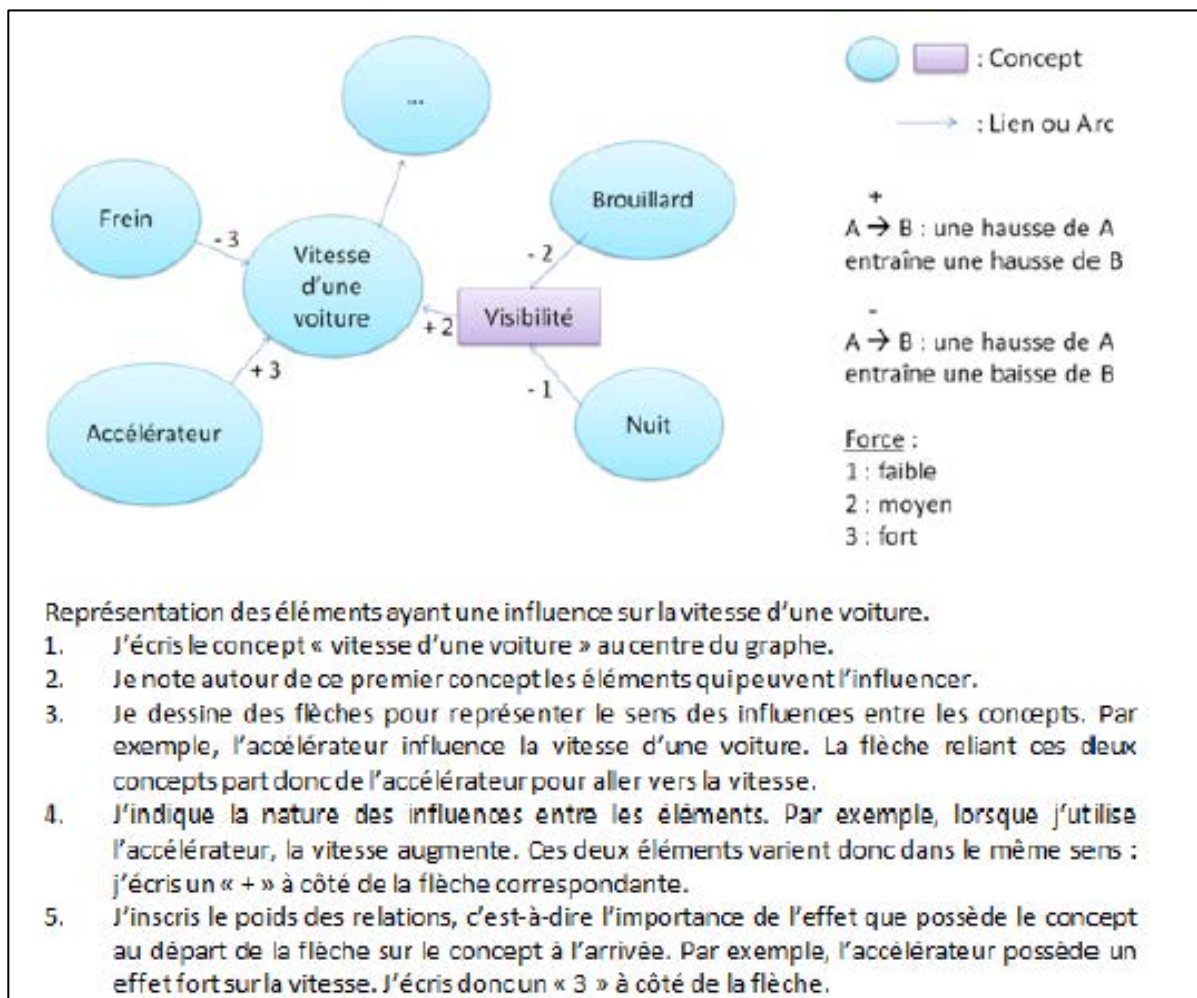 ...
: Concept
: Lien ou Arc
Frein
Brouillard
- 3
- 2
Vitesse
d'une
voiture
+ 2
Visibilité
+ 3
- 1
Accélérateur
Nuit
+
A → B : une hausse de A
entraîne une hausse de B
-
A → B : une hausse de A
entraîne une baisse de B
Force :
1 : faible
2 : moyen
3 : fort
Représentation des éléments ayant une influence sur la vitesse d'une voiture.
1. J'écris le concept « vitesse d'une voiture » au centre du graphe.
2. Je note autour de ce premier concept les éléments qui peuvent l'influencer.
3. Je dessine des flèches pour représenter le sens des influences entre les concepts. Par
exemple, l'accélérateur influence la vitesse d'une voiture. La flèche reliant ces deux
concepts part donc de l'accélérateur pour aller vers la vitesse.
4. J'indique la nature des influences entre les éléments. Par exemple, lorsque j'utilise
l'accélérateur, la vitesse augmente. Ces deux éléments varient donc dans le même sens :
j'écris un « + » à côté de la flèche correspondante.
5. J'inscris le poids des relations, c'est-à-dire l'importance de l'effet que possède le concept
au départ de la flèche sur le concept à l'arrivée. Par exemple, l'accélérateur possède un
effet fort sur la vitesse. J'écris donc un « 3 » à côté de la flèche.